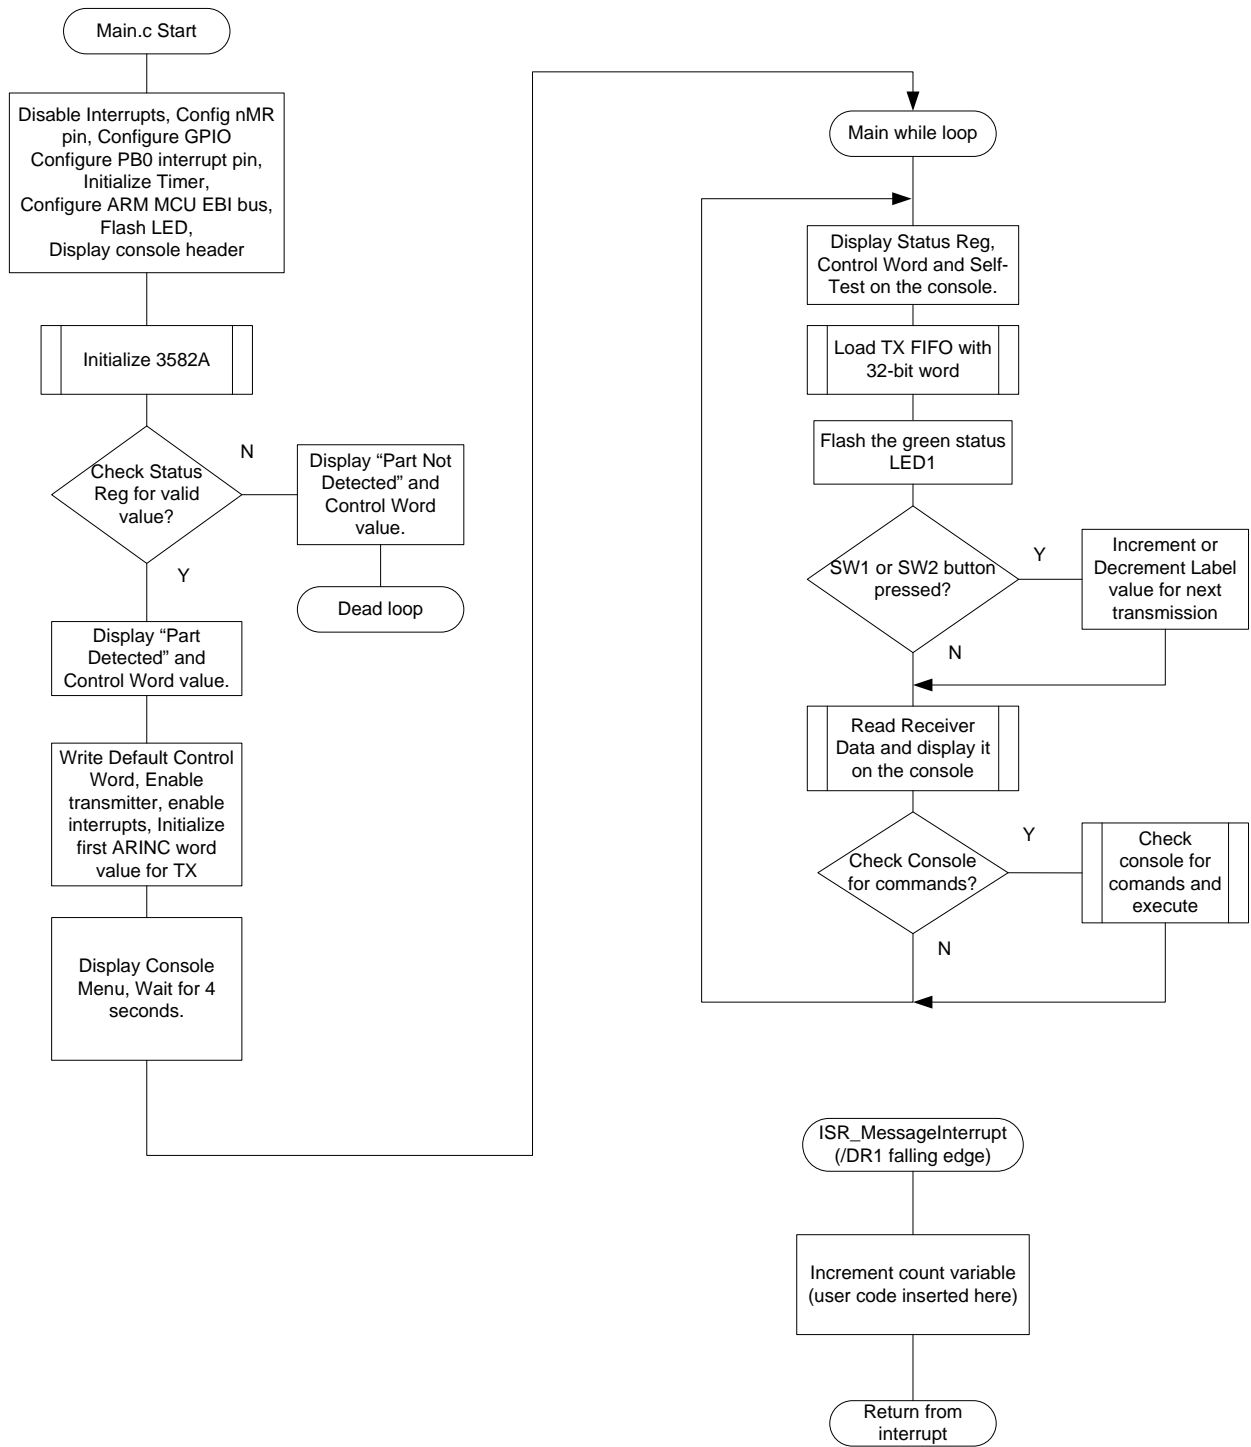 Main.c Start
Disable Interrupts, Config nMR
pin, Configure GPIO
Configure PB0 interrupt pin,
Initialize Timer,
Configure ARM MCU EBI bus,
Flash LED,
Display console header
Initialize 3582A
Check Status
Reg for valid
value?
N
Display “Part Not
Detected” and
Control Word
value.
Dead loop
Y
Display “Part
Detected” and
Control Word value.
Write Default Control
Word, Enable
transmitter, enable
interrupts, Initialize
first ARINC word
value for TX
Display Console
Menu, Wait for 4
seconds.
Main while loop
Display Status Reg,
Control Word and Self-
Test on the console.
Load TX FIFO with
32-bit word
Flash the green status
LED1
SW1 or SW2 button
pressed?
Y
Increment or
Decrement Label
value for next
transmission
N
Read Receiver
Data and display it
on the console
Check Console
for commands?
Y
Check
console for
comands and
execute
N
ISR_MessageInterrupt
(/DR1 falling edge)
Increment count variable
(user code inserted here)
Return from
interrupt